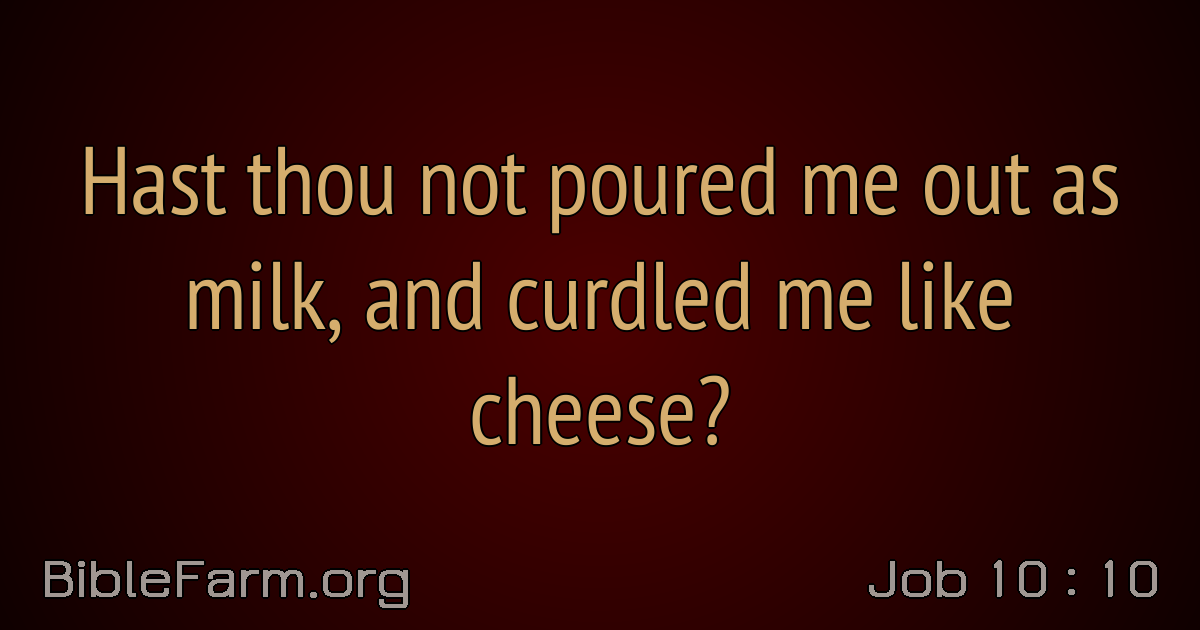 Hast thou not poured me out as
milk, and curdled me like
cheese?
BibleFarm.org
Job 10 : 10